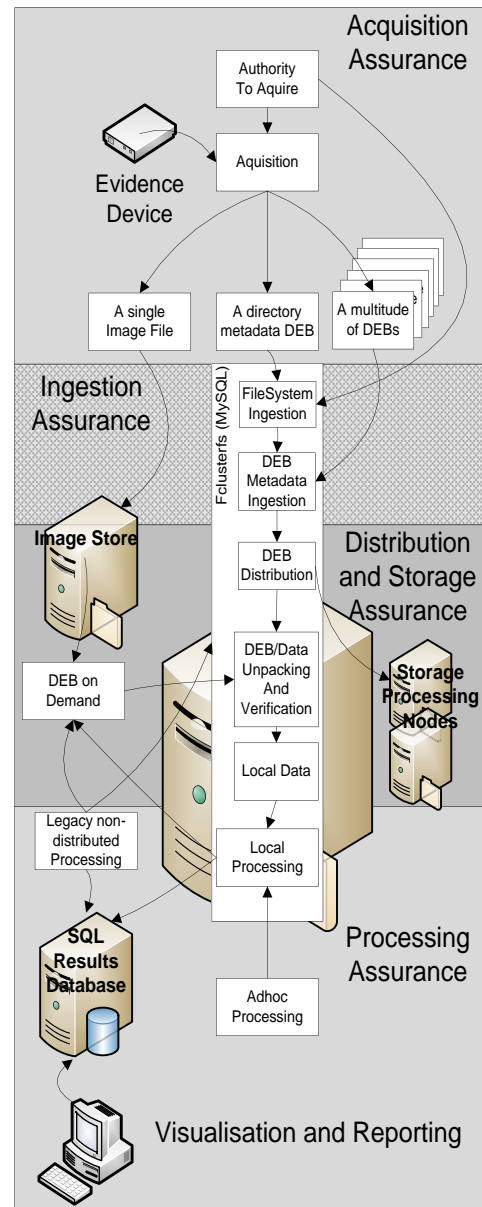 Acquisition
Assurance
Authority
To Aquire
Aquisition
Evidence
Device
A single
Image File
A directory
metadata DEB
A multitude
of DEBs
Ingestion
Assurance
Fclusterfs (MySQL)
FileSystem
Ingestion
DEB
Metadata
Ingestion
Image Store
DEB
Distribution
Distribution
and Storage
Assurance
DEB on
Demand
DEB/Data
Unpacking
And
Verification
Storage
Processing
Nodes
Local Data
Legacy non-
distributed
Processing
Local
Processing
SQL
Results
Database
Processing
Assurance
Adhoc
Processing
Visualisation and Reporting